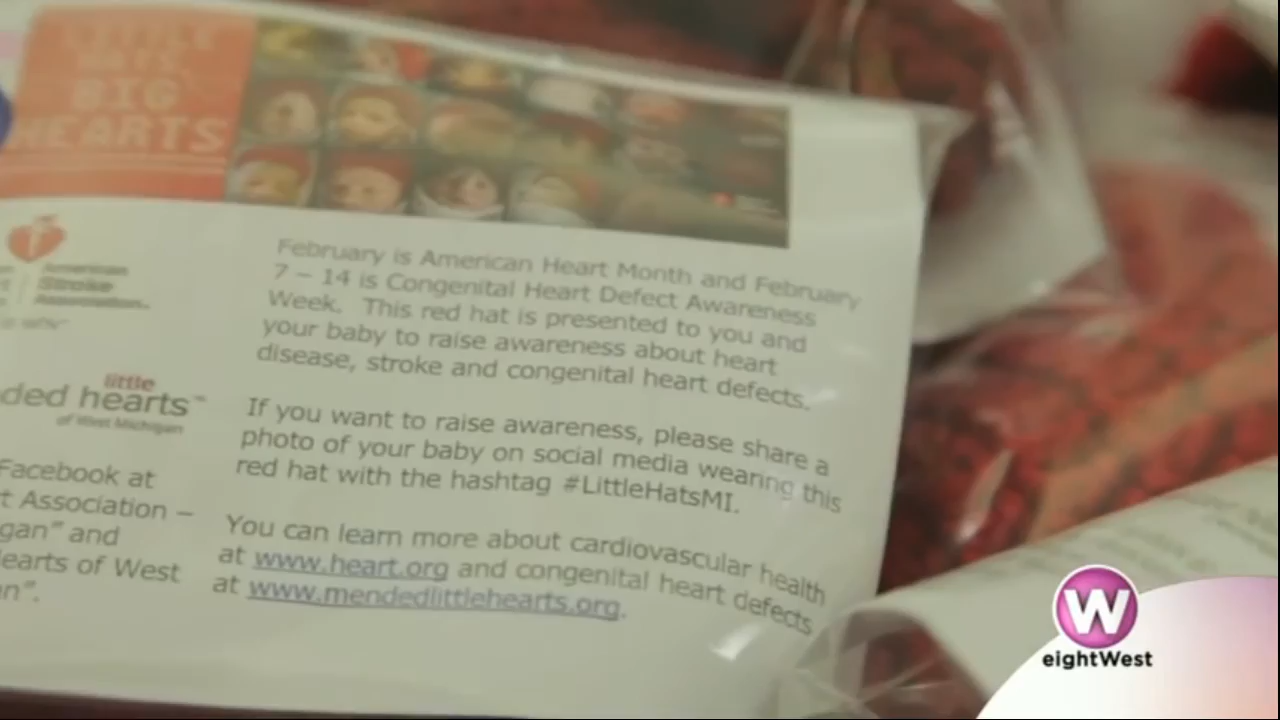 LITTLE
HATS,
BIG
HEARTS
American
Stroke
Association
little
ded hearts™
of West Michigan
Facebook at
t Association –
gan" and
earts of West
n".
February is American Heart Month and February
7 – 14 is Congenital Heart Defect Awareness
Week. This red hat is presented to you and
your baby to raise awareness about heart
disease, stroke and congenital heart defects.
If you want to raise awareness, please share a
photo of your baby on social media wearing this
red hat with the hashtag #LittleHatsMI.
You can learn more about cardiovascular health
at www.heart.org and congenital heart defects
at www.mendedlittlehearts.org.
W
eightWest